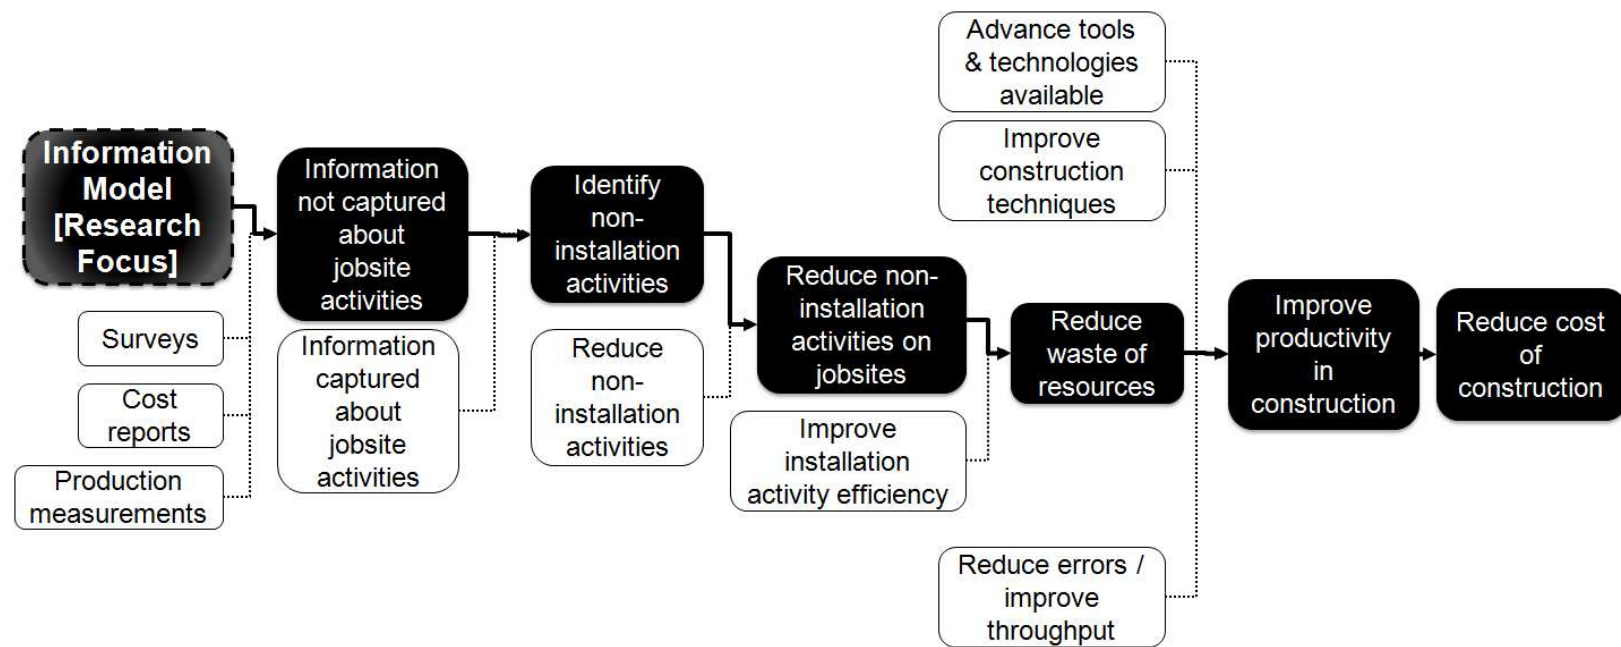 Information
Model
[Research
Focus]
Surveys
Cost
reports
Production
measurements
Information
not captured
about
jobsite
activities
Information
captured
about
jobsite
activities
Identify
non-
installation
activities
Reduce
non-
installation
activities
Reduce non-
installation
activities on
jobsites
Improve
installation
activity efficiency
Advance tools
& technologies
available
Improve
construction
techniques
Reduce
waste of
resources
Reduce errors /
improve
throughput
Improve
productivity
in
construction
Reduce cost
of
construction